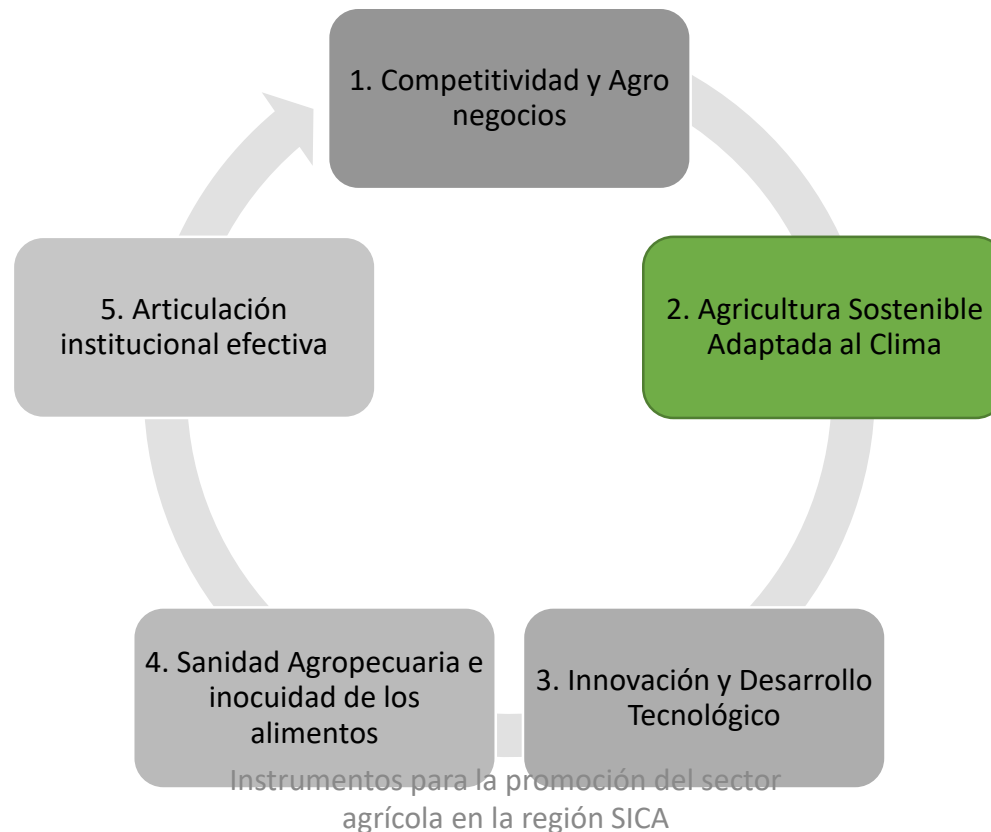 1. Competitividad y Agro
negocios
2. Agricultura Sostenible
Adaptada al Clima
3. Innovación y Desarrollo
Tecnológico
4. Sanidad Agropecuaria e
inocuidad de los
alimentos
5. Articulación
institucional efectiva
Instrumentos para la promoción del sector
agrícola en la región SICA